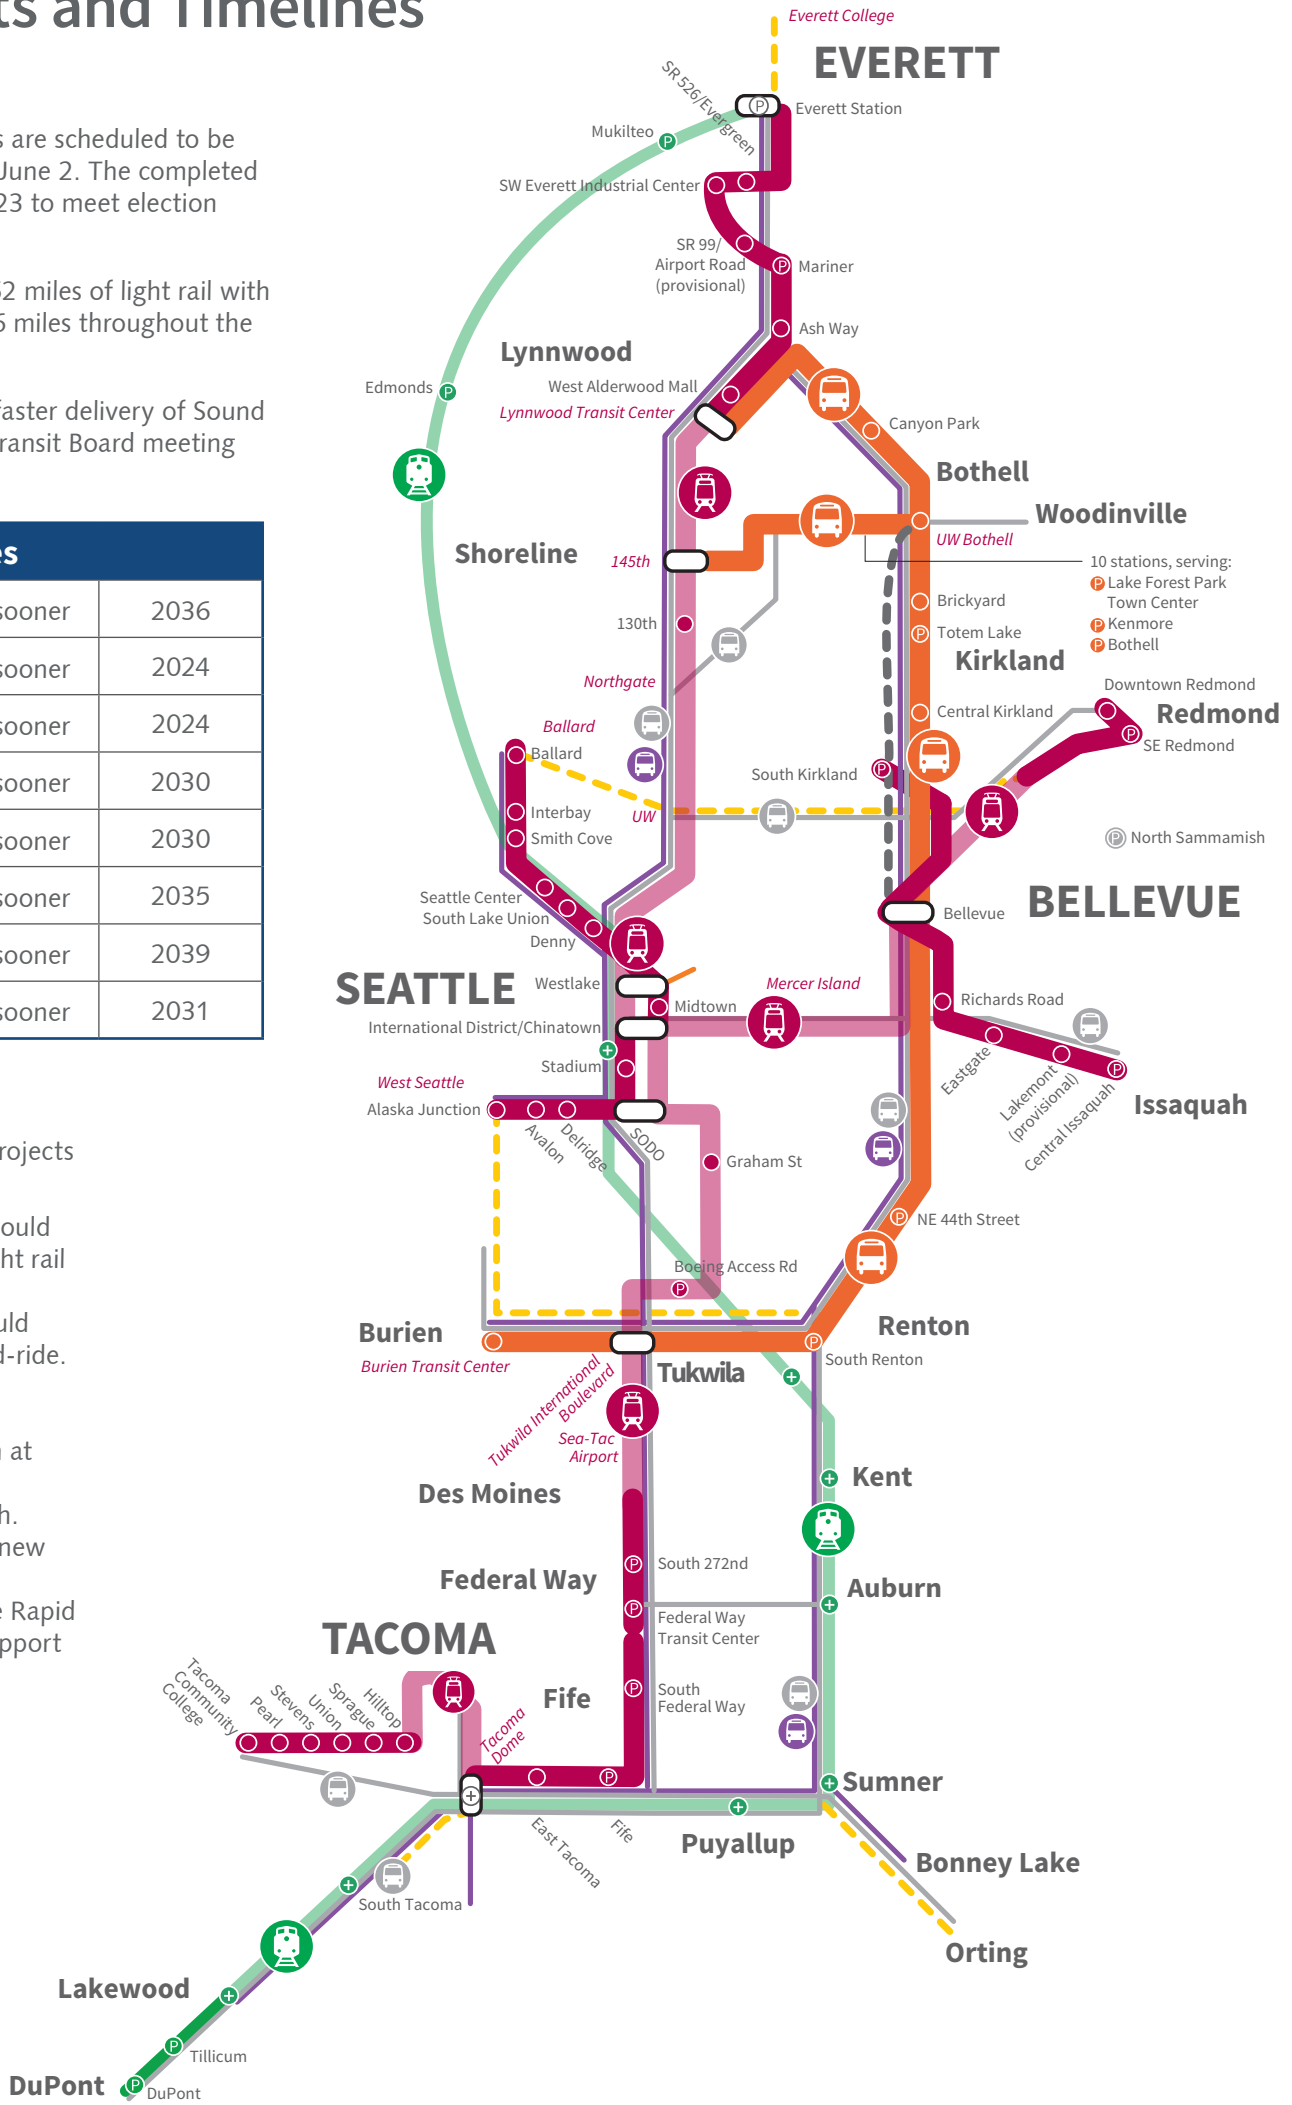 ts and Timelines
s are scheduled to be
June 2. The completed
23 to meet election
52 miles of light rail with
6 miles throughout the
faster delivery of Sound
ransit Board meeting
es
sooner 2036
sooner 2024
sooner 2024
sooner 2030
sooner 2030
sooner 2035
sooner 2039
sooner 2031
rojects
ould
ht rail
uld
d-ride.
n at
h.
new
e Rapid
pport
Everett College
EVERETT
SR 526/Evergreen
P
Everett Station
Mukilteo
P
SW Everett Industrial Center
SR 99/
Airport Road
(provisional)
P
Mariner
Ash Way
Lynnwood
West Alderwood Mall
Lynnwood Transit Center
Edmonds
P
Canyon Park
Bothell
Woodinville
UW Bothell
Shoreline
145th
10 stations, serving:
P Lake Forest Park
Town Center
P Kenmore
P Bothell
Brickyard
130th
P
Totem Lake
Kirkland
Northgate
Downtown Redmond
Central Kirkland
Redmond
P
SE Redmond
Ballard
Ballard
South Kirkland
P
Interbay
UW
Smith Cove
P North Sammamish
Seattle Center
South Lake Union
Denny
Bellevue
BELLEVUE
SEATTLE
Westlake
Mercer Island
Midtown
Richards Road
International District/Chinatown
Stadium
Eastgate
Lakemont
(provisional)
P
Central Issaquah
Issaquah
West Seattle
Alaska Junction
Avalon
Delridge
SODO
Graham St
P
NE 44th Street
Boeing Access Rd
P
Burien
Burien Transit Center
Renton
P
South Renton
Tukwila International
Boulevard
Tukwila
Sea-Tac
Airport
Des Moines
Kent
P
South 272nd
Federal Way
Auburn
P
Federal Way
Transit Center
TACOMA
Tacoma
Community
College
Pearl
Stevens
Union
Sprague
Hilltop
Fife
P
South
Federal Way
Tacoma
Dome
P
East Tacoma
Fife
Sumner
Puyallup
Bonney Lake
South Tacoma
Orting
Lakewood
P
Tillicum
DuPont
P
DuPont